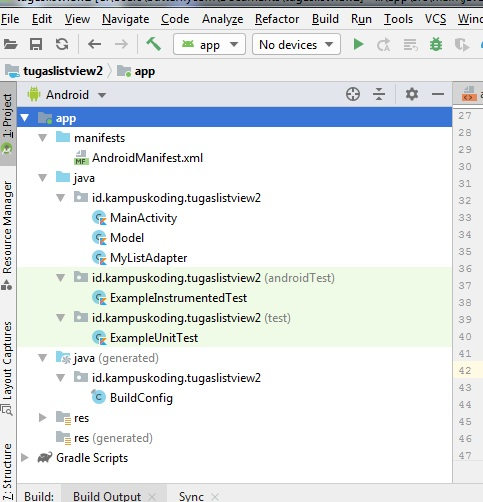 File Edit View Navigate Code Analyze Refactor Build Run Tools VCS Window
app No devices
tugaslistview2 app
1: Project
Android
27
app
28
manifests
29
AndroidManifest.xml
30
java
31
id.kampuskoding.tugaslistview2
32
MainActivity
33
Model
34
MyListAdapter
35
36
id.kampuskoding.tugaslistview2 (androidTest)
37
ExampleInstrumentedTest
38
id.kampuskoding.tugaslistview2 (test)
39
ExampleUnitTest
40
java (generated)
41
id.kampuskoding.tugaslistview2
42
BuildConfig
43
res
44
res (generated)
45
Gradle Scripts
46
47
Resource Manager
Layout Captures
Z: Structure
Build: Build Output Sync